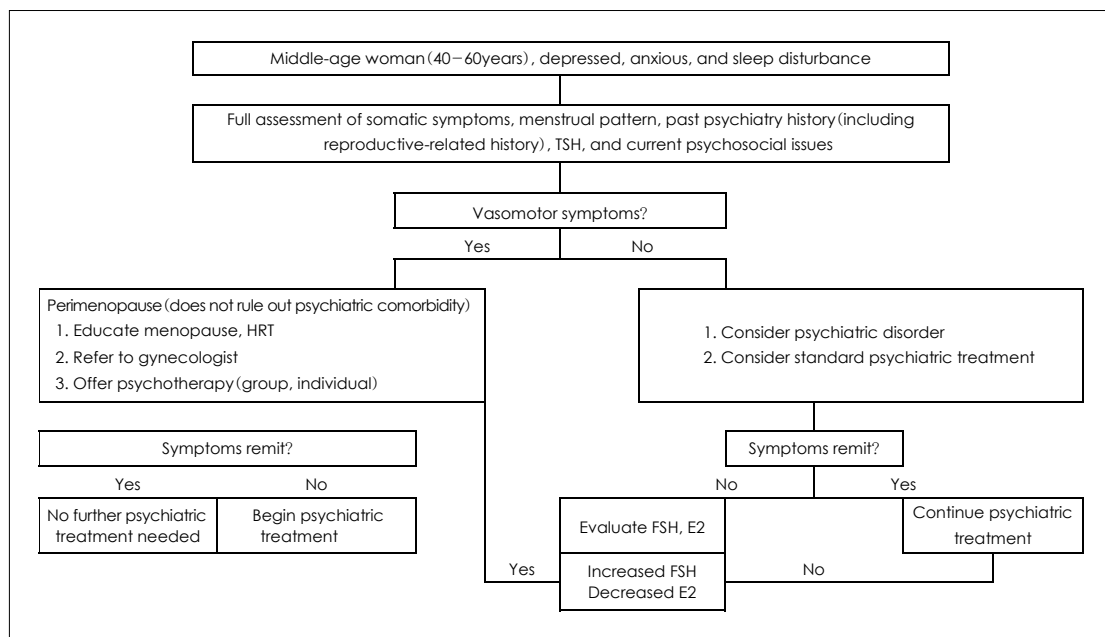 Middle-age woman(40−60years), depressed, anxious, and sleep disturbance
Full assessment of somatic symptoms, menstrual pattern, past psychiatry history(including
reproductive-related history), TSH, and current psychosocial issues
Vasomotor symptoms?
Yes
No
Perimenopause(does not rule out psychiatric comorbidity)
1. Educate menopause, HRT
2. Refer to gynecologist
3. Offer psychotherapy(group, individual)
1. Consider psychiatric disorder
2. Consider standard psychiatric treatment
Symptoms remit?
Yes
No
No further psychiatric
treatment needed
Begin psychiatric
treatment
Symptoms remit?
No
Yes
Evaluate FSH, E2
Continue psychiatric
treatment
Yes
Increased FSH
Decreased E2
No